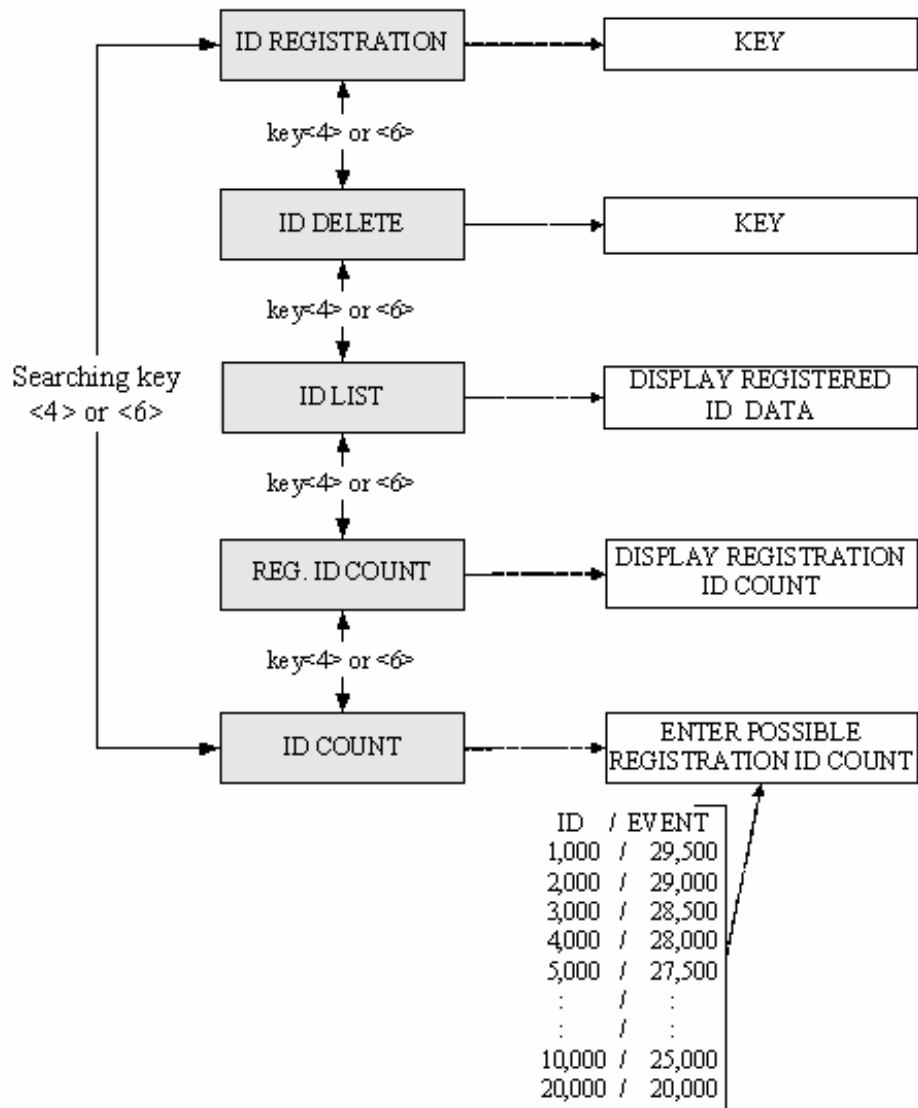 ID REGISTRATION
KEY
key<4> or <6>
ID DELETE
KEY
key<4> or <6>
Searching key
<4> or <6>
ID LIST
DISPLAY REGISTERED
ID DATA
key<4> or <6>
REG. ID COUNT
DISPLAY REGISTRATION
ID COUNT
key<4> or <6>
ID COUNT
ENTER POSSIBLE
REGISTRATION ID COUNT
ID / EVENT
1,000 / 29,500
2,000 / 29,000
3,000 / 28,500
4,000 / 28,000
5,000 / 27,500
: / :
: / :
10,000 / 25,000
20,000 / 20,000